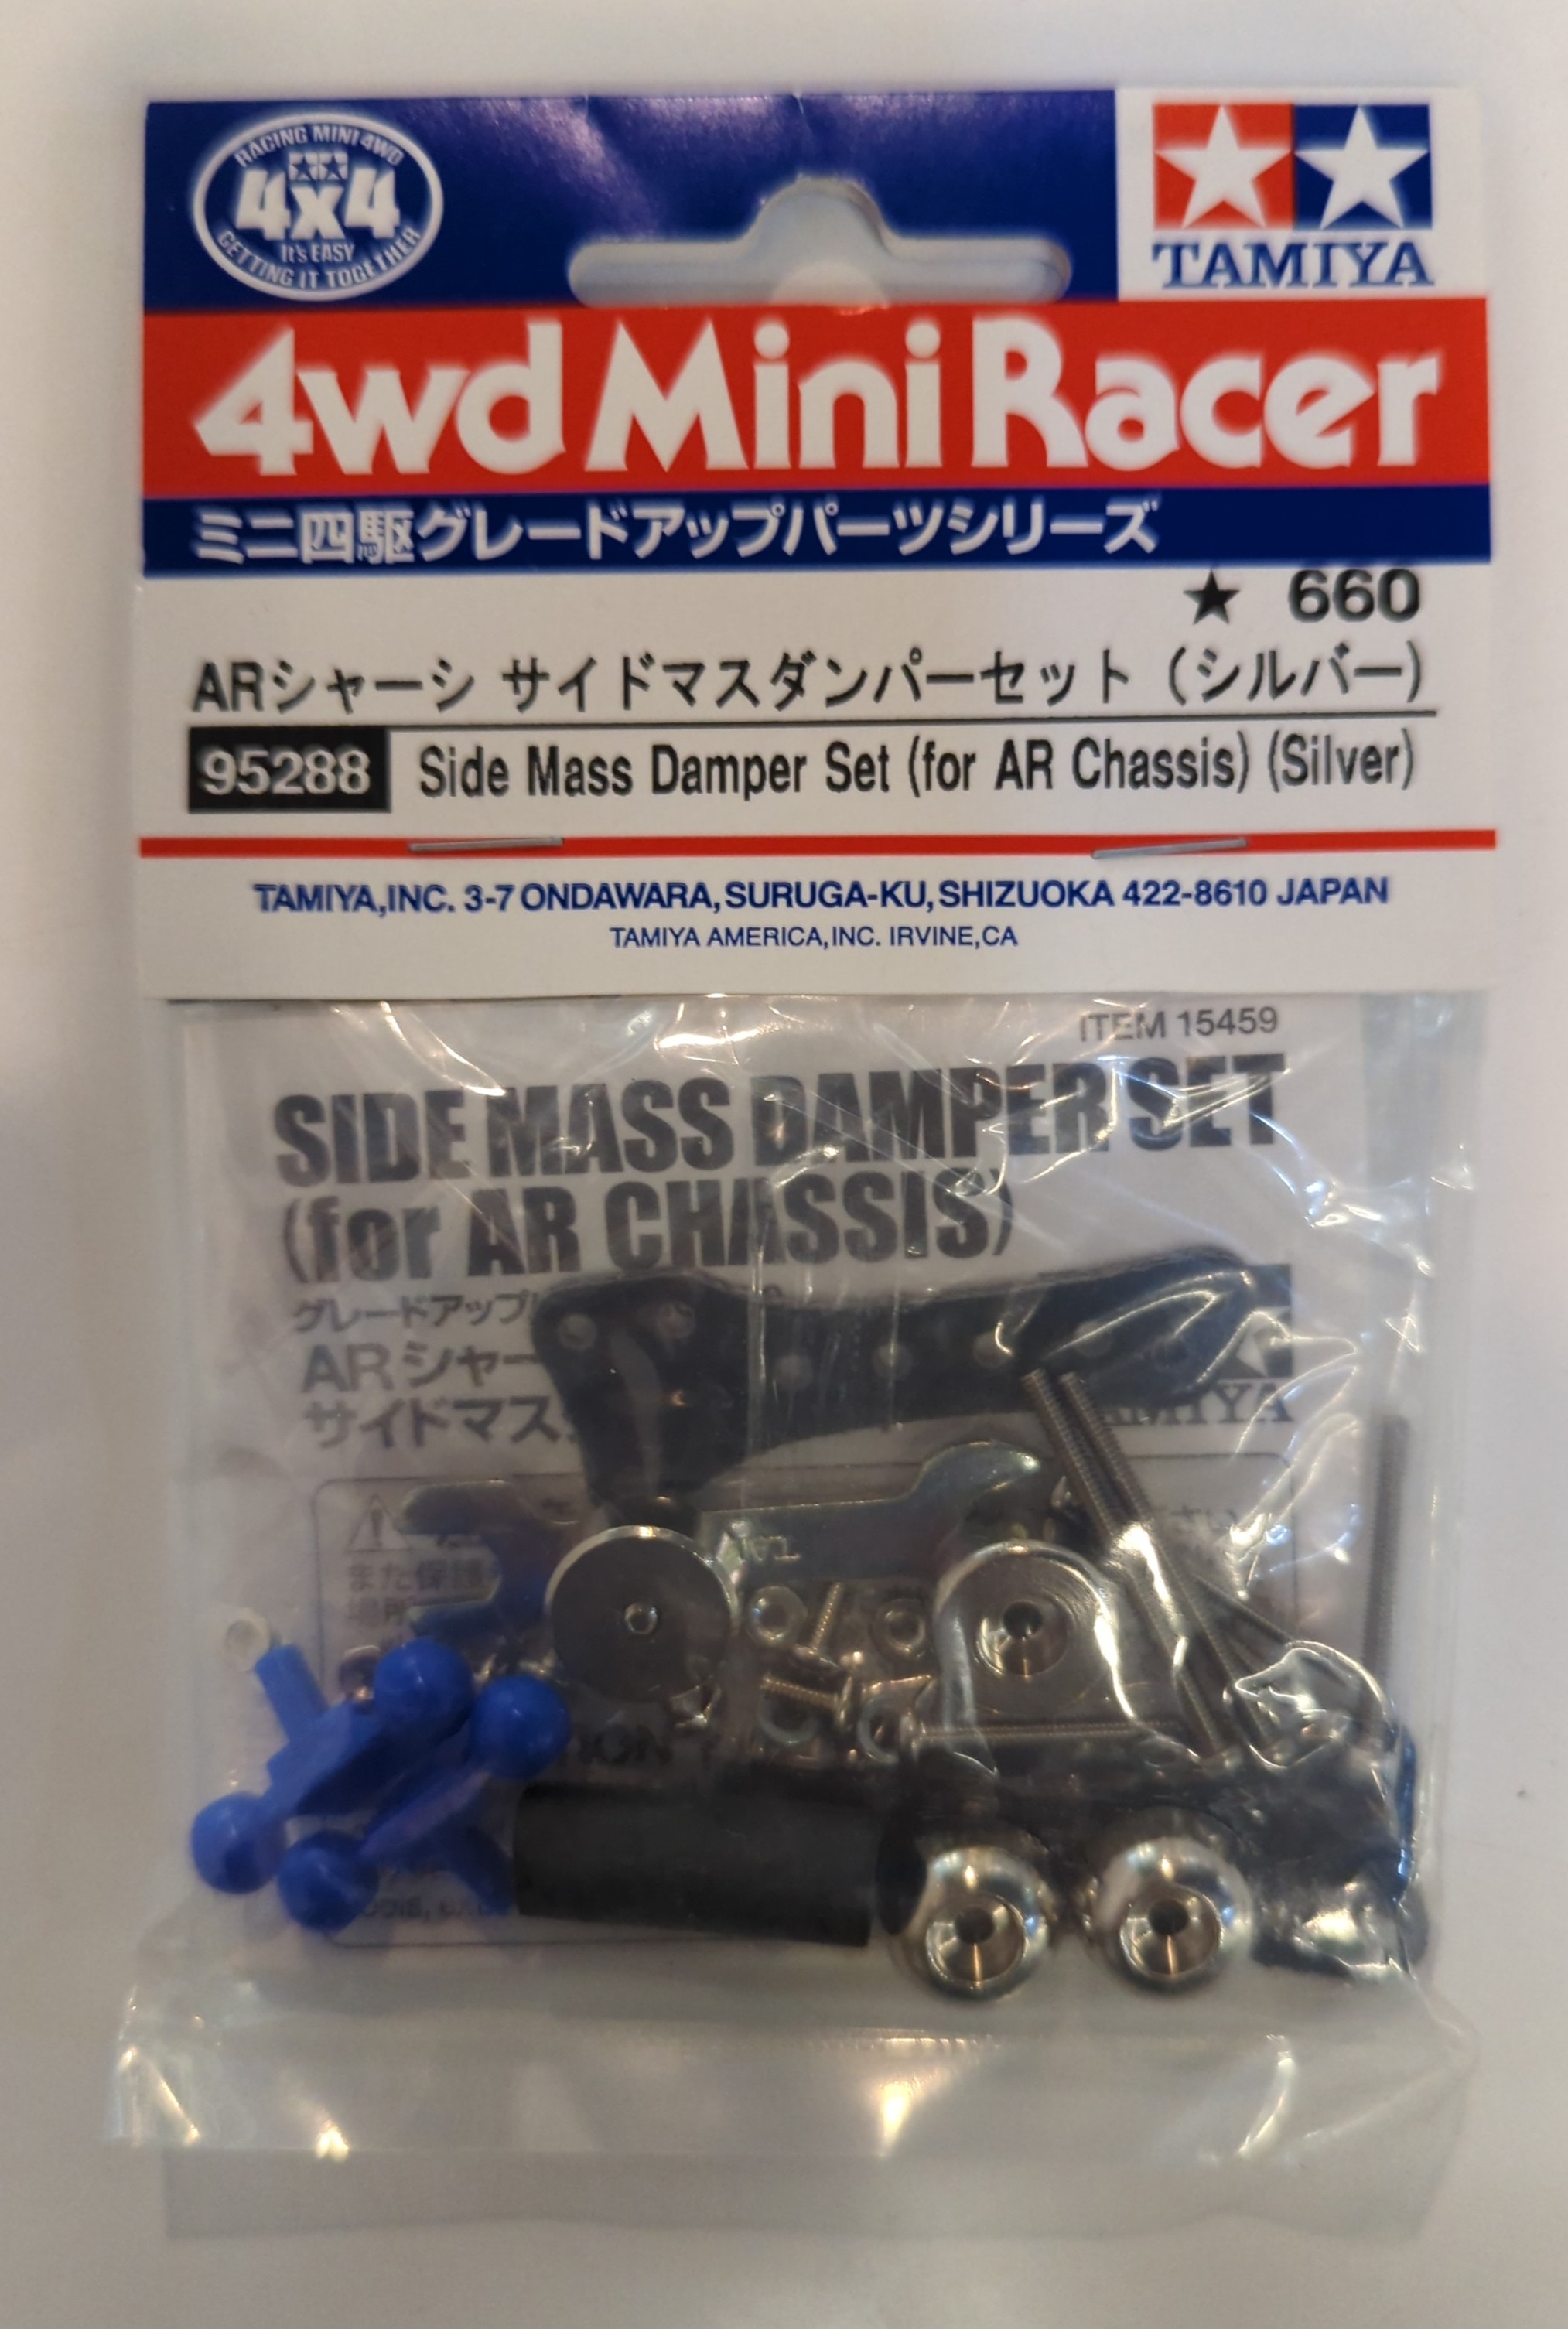 RACING MINI 4WD
4x4
It's EASY
GETTING IT TOGETHER
TAMIYA
4wd Mini Racer
ミニ四駆グレードアップパーツシリーズ
★ 660
ARシャーシ サイドマスダンパーセット（シルバー）
95288 Side Mass Damper Set (for AR Chassis) (Silver)
TAMIYA,INC. 3-7 ONDAWARA, SURUGA-KU, SHIZUOKA 422-8610 JAPAN
TAMIYA AMERICA, INC. IRVINE, CA
ITEM 15459
SIDE MASS DAMPER SET
(for AR CHASSIS)
グレードアップ
ARシャー
サイドマス
また保護